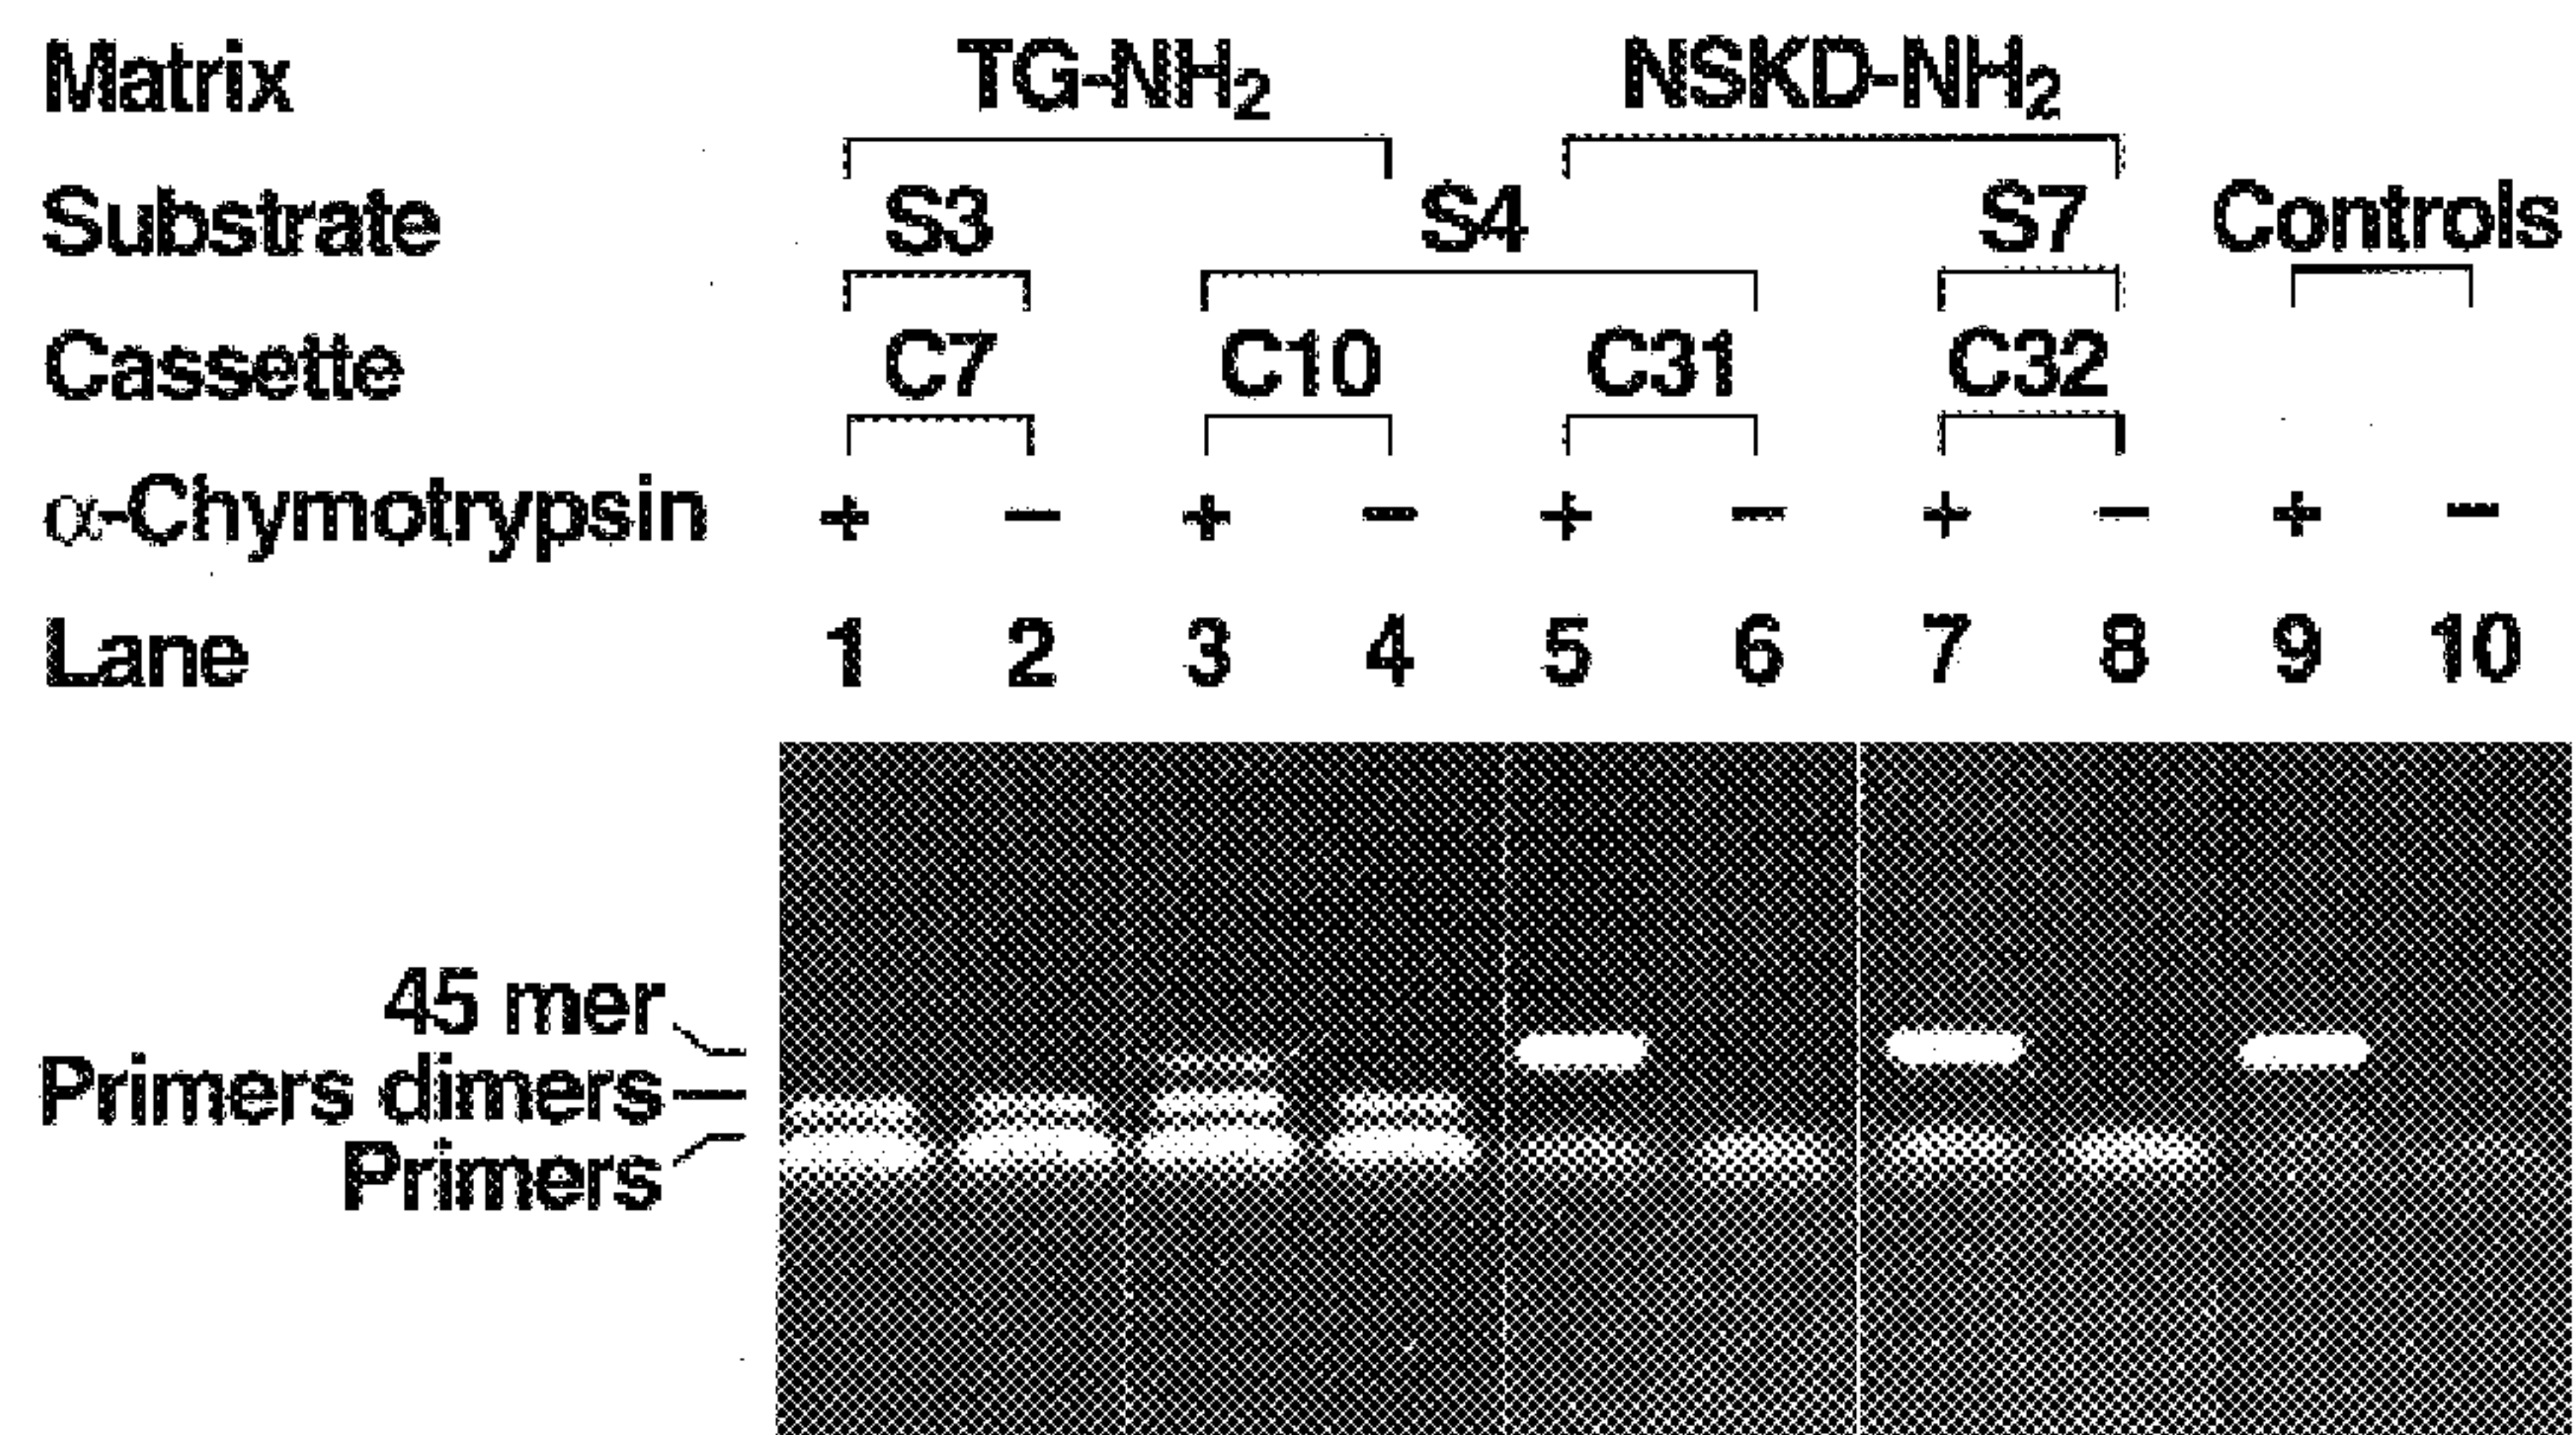 Matrix TG-NH₂ NSKD-NH₂
Substrate S3 S4 S7 Controls
Cassette C7 C10 C31 C32
α-Chymotrypsin + − + − + − + − + −
Lane 1 2 3 4 5 6 7 8 9 10
45 mer
Primers dimers
Primers